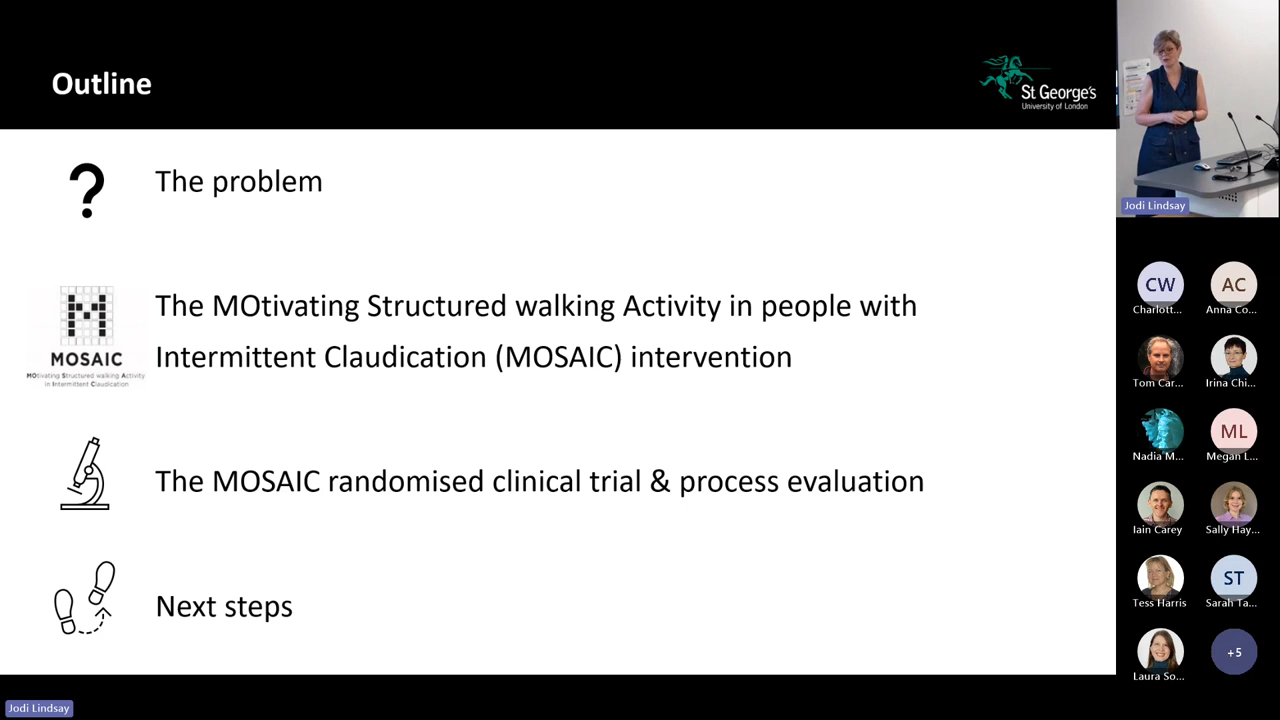 Outline
St George's
University of London
?
The problem
MOSAIC
MOtivating Structured walking Activity
in Intermittent Claudication
The MOtivating Structured walking Activity in people with
Intermittent Claudication (MOSAIC) intervention
The MOSAIC randomised clinical trial & process evaluation
Next steps
Jodi Lindsay
CW
Charlott...
AC
Anna Co...
Tom Car...
Irina Chi...
Nadia M...
ML
Megan L...
Iain Carey
Sally Hay...
Tess Harris
ST
Sarah Ta...
Laura So...
+5
Jodi Lindsay